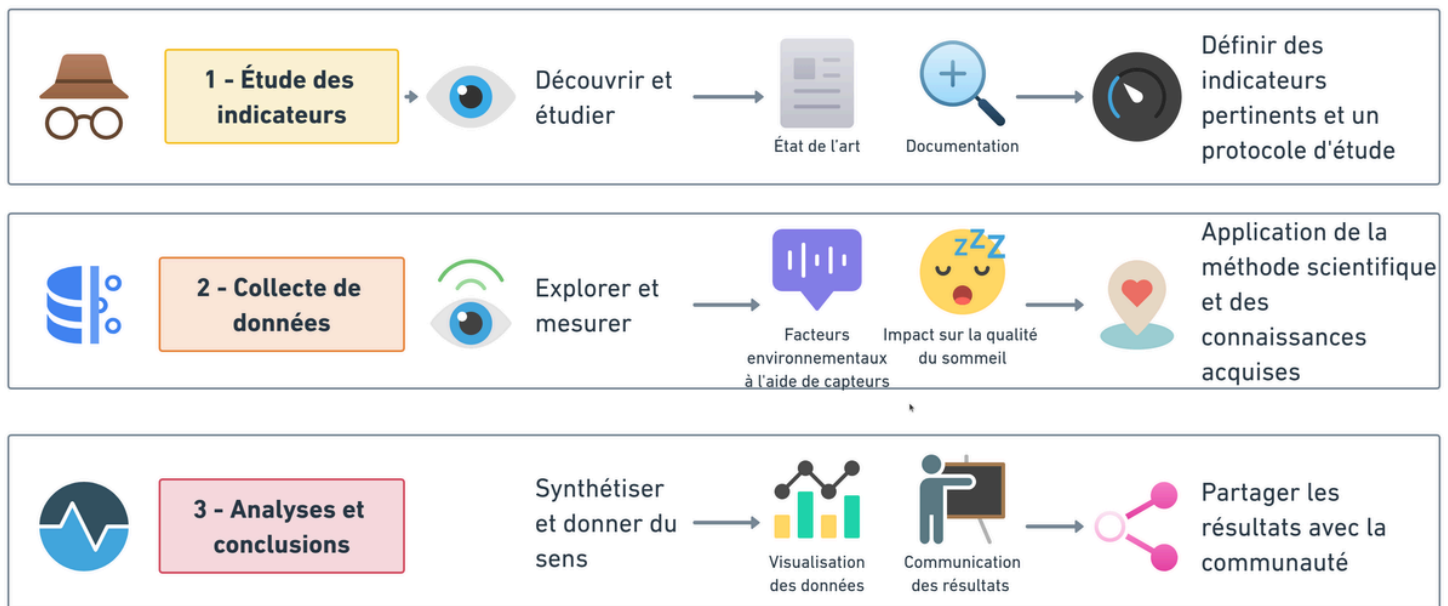 1 - Étude des
indicateurs
Découvrir et
étudier
État de l'art
Documentation
Définir des
indicateurs
pertinents et un
protocole d'étude
2 - Collecte de
données
Explorer et
mesurer
Facteurs
environnementaux
à l'aide de capteurs
zzz
Impact sur la qualité
du sommeil
Application de la
méthode scientifique
et des
connaissances
acquises
3 - Analyses et
conclusions
Synthétiser
et donner du
sens
Visualisation
des données
Communication
des résultats
Partager les
résultats avec la
communauté